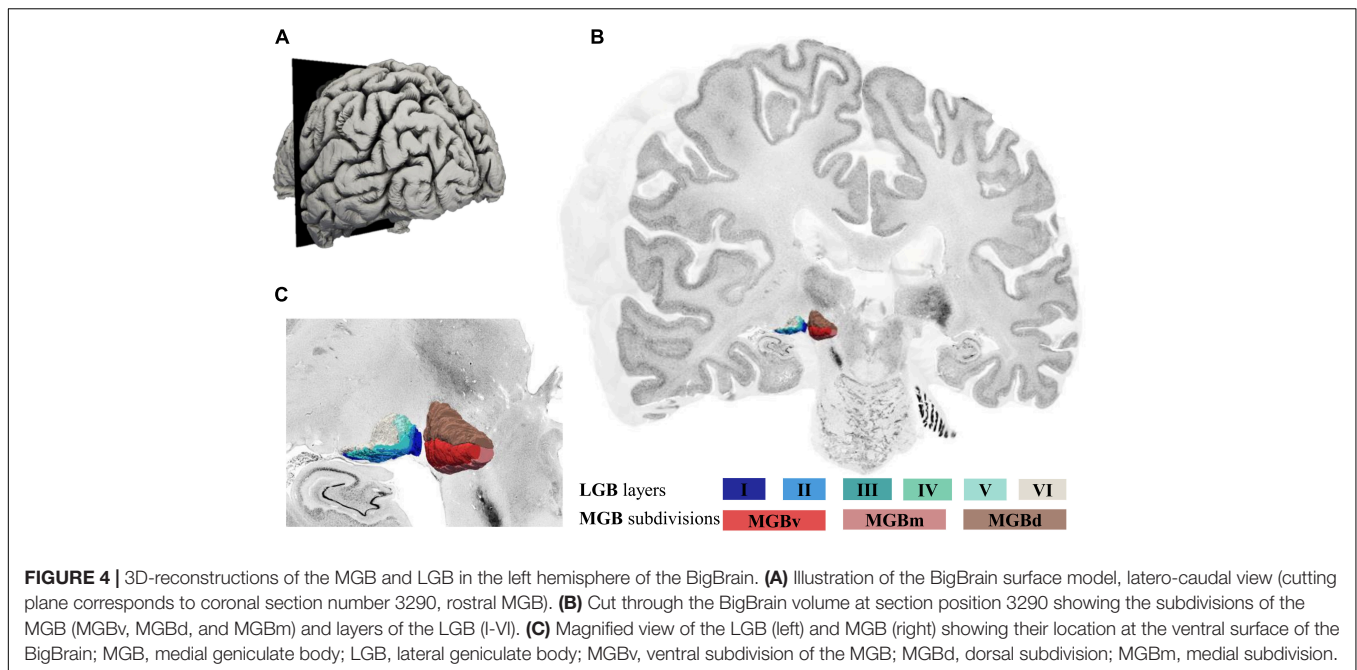 A
B
C
LGB layers I II III IV V VI
MGB subdivisions MGBv MGBm MGBd
FIGURE 4 | 3D-reconstructions of the MGB and LGB in the left hemisphere of the BigBrain. (A) Illustration of the BigBrain surface model, latero-caudal view (cutting
plane corresponds to coronal section number 3290, rostral MGB). (B) Cut through the BigBrain volume at section position 3290 showing the subdivisions of the
MGB (MGBv, MGBd, and MGBm) and layers of the LGB (I-VI). (C) Magnified view of the LGB (left) and MGB (right) showing their location at the ventral surface of the
BigBrain; MGB, medial geniculate body; LGB, lateral geniculate body; MGBv, ventral subdivision of the MGB; MGBd, dorsal subdivision; MGBm, medial subdivision.